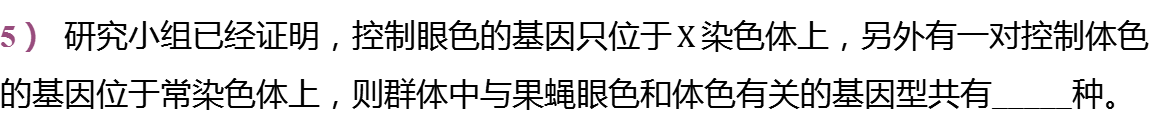 5） 研究小组已经证明，控制眼色的基因只位于X染色体上，另外有一对控制体色
的基因位于常染色体上，则群体中与果蝇眼色和体色有关的基因型共有_____种。